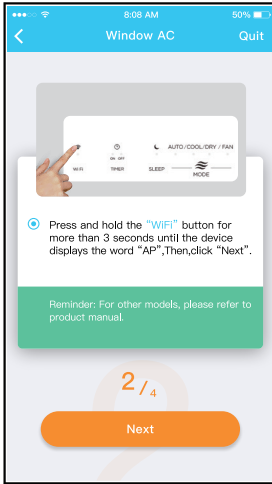 8:08 AM
50%
Window AC
Quit
AUTO / COOL / DRY / FAN
ON OFF
Wi-Fi
TIMER
SLEEP
MODE
Press and hold the “WiFi” button for
more than 3 seconds until the device
displays the word “AP”,Then,click “Next”.
Reminder: For other models, please refer to
product manual.
2 / 4
Next